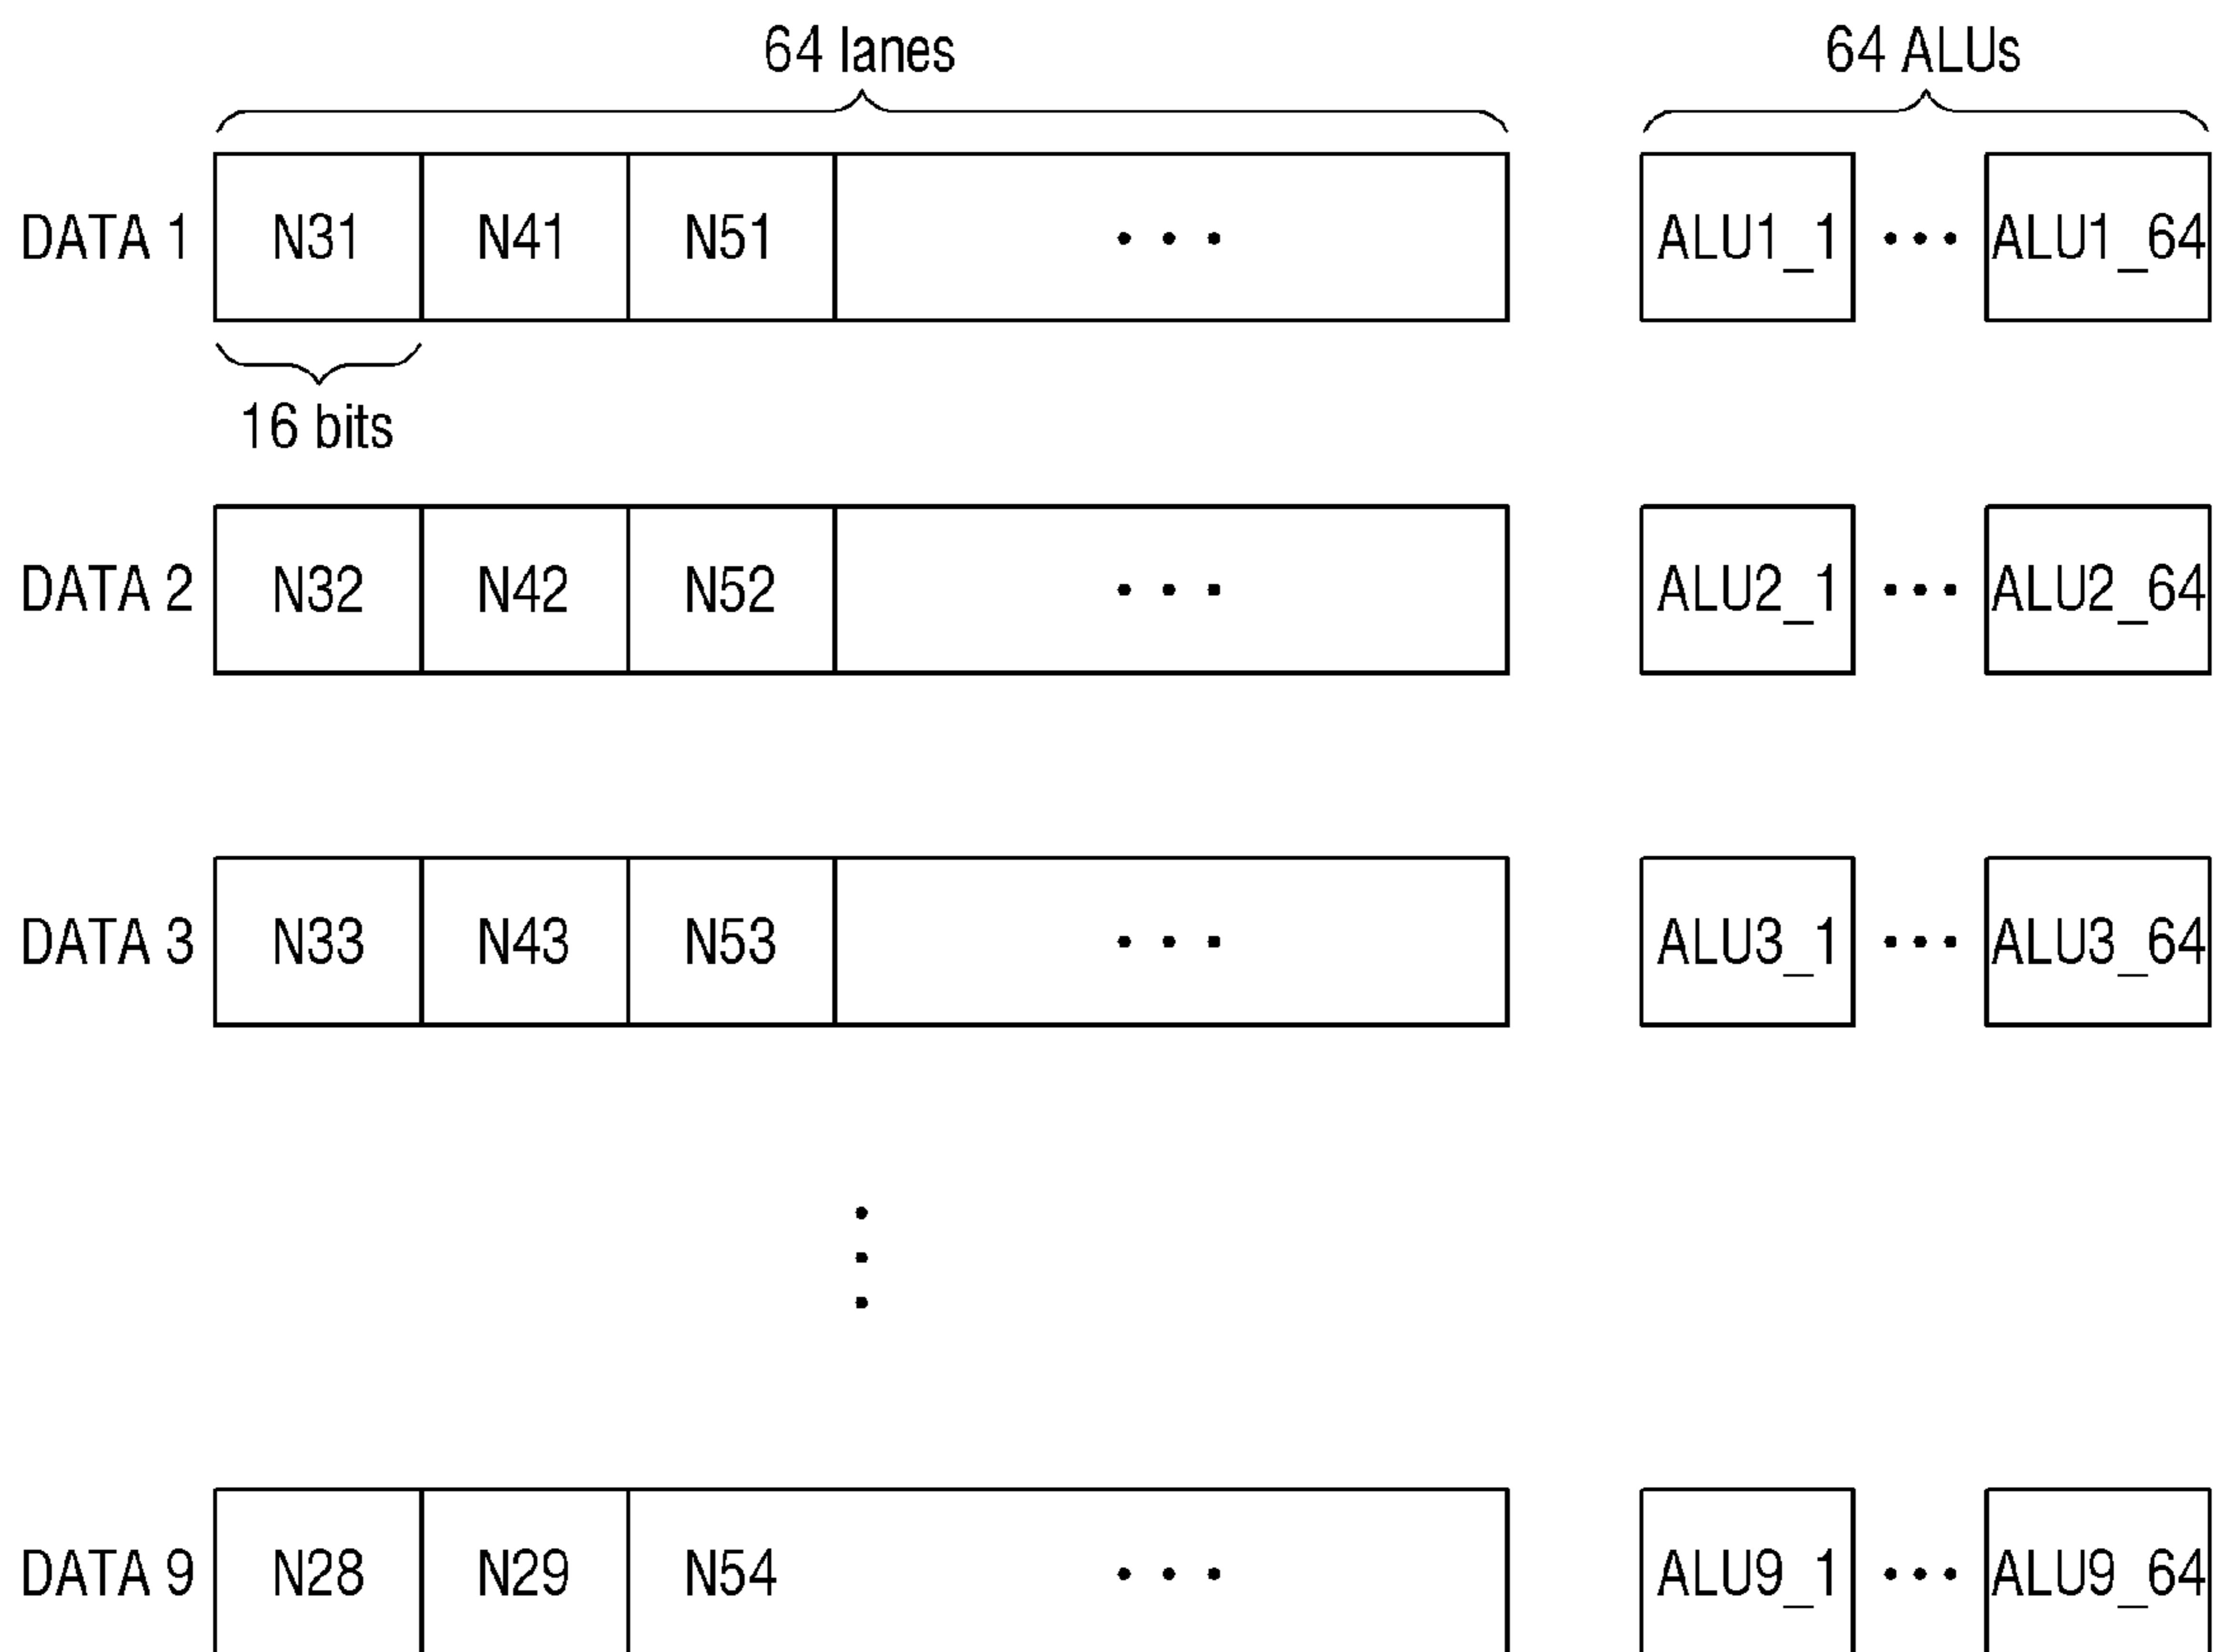 64 lanes 64 ALUs
DATA 1 N31 N41 N51 • • • ALU1_1 • • • ALU1_64
16 bits
DATA 2 N32 N42 N52 • • • ALU2_1 • • • ALU2_64
DATA 3 N33 N43 N53 • • • ALU3_1 • • • ALU3_64
DATA 9 N28 N29 N54 • • • ALU9_1 • • • ALU9_64